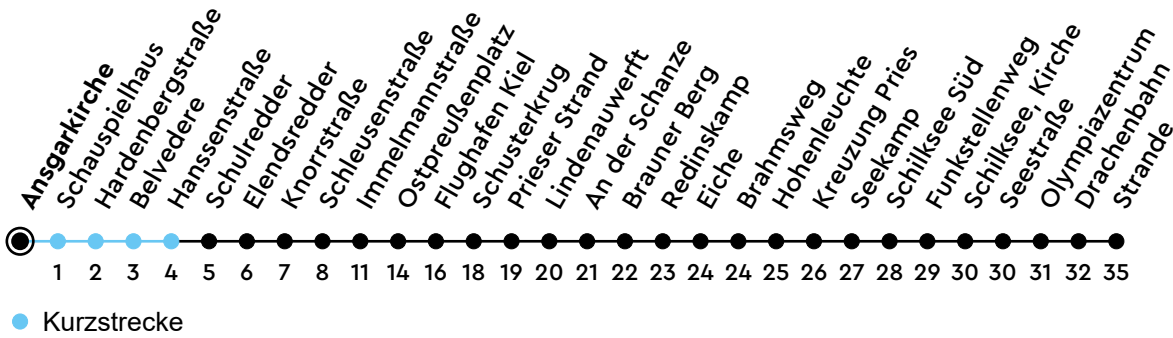 Ansgarkirche
Schauspielhaus
Hardenbergstraße
Belvedere
Hanssenstraße
Schulredder
Elendsredder
Knorrstraße
Schleusenstraße
Immelmannstraße
Ostpreußenplatz
Flughafen Kiel
Schusterkrug
Prieser Strand
Lindenauwerft
An der Schanze
Brauner Berg
Redinskamp
Eiche
Brahmsweg
Hohenleuchte
Kreuzung Pries
Seekamp
Schilksee Süd
Funkstellenweg
Schilksee, Kirche
Seestraße
Olympiazentrum
Drachenbahn
Strande
1 2 3 4 5 6 7 8 11 14 16 18 19 20 21 22 23 24 24 25 26 27 28 29 30 30 31 32 35
Kurzstrecke